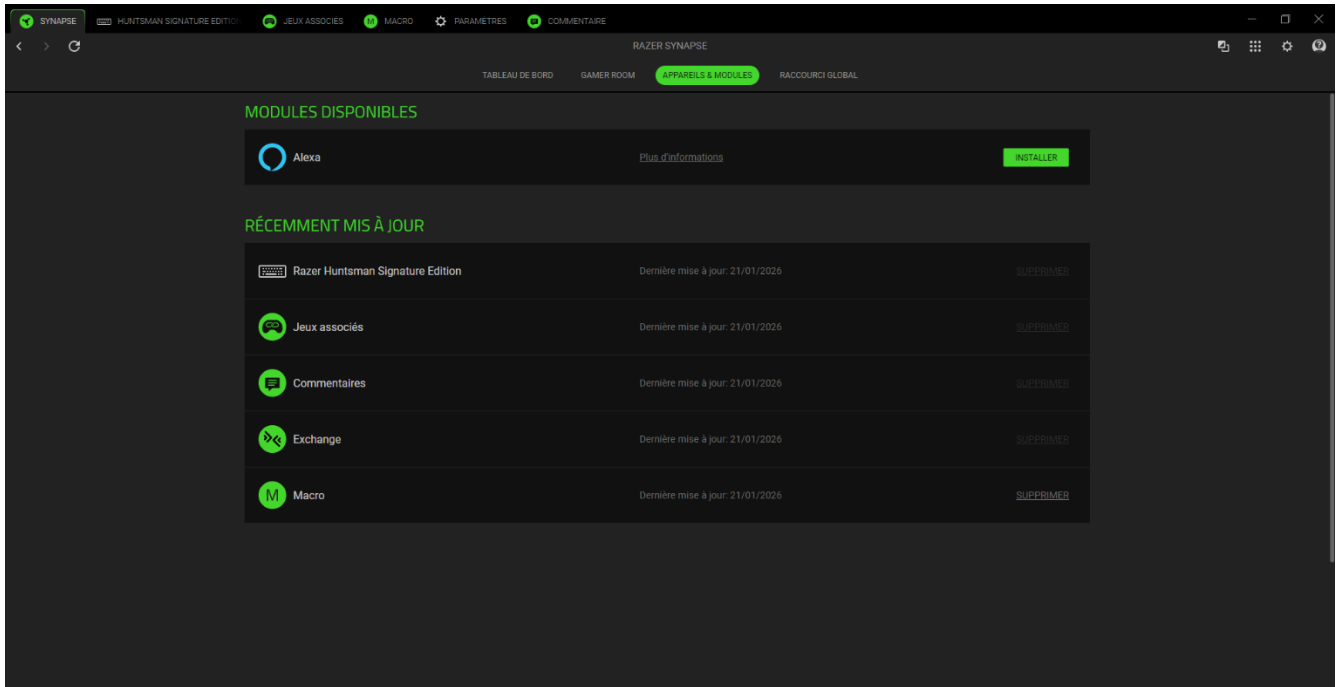 SYNAPSE HUNTSMAN SIGNATURE EDITIO JEUX ASSOCIÉS M MACRO PARAMÈTRES COMMENTAIRE
RAZER SYNAPSE
TABLEAU DE BORD GAMER ROOM APPAREILS & MODULES RACCOURCI GLOBAL
MODULES DISPONIBLES
Alexa Plus d'informations INSTALLER
RÉCEMMENT MIS À JOUR
Razer Huntsman Signature Edition Dernière mise à jour: 21/01/2026 SUPPRIMER
Jeux associés Dernière mise à jour: 21/01/2026 SUPPRIMER
Commentaires Dernière mise à jour: 21/01/2026 SUPPRIMER
Exchange Dernière mise à jour: 21/01/2026 SUPPRIMER
M Macro Dernière mise à jour: 21/01/2026 SUPPRIMER